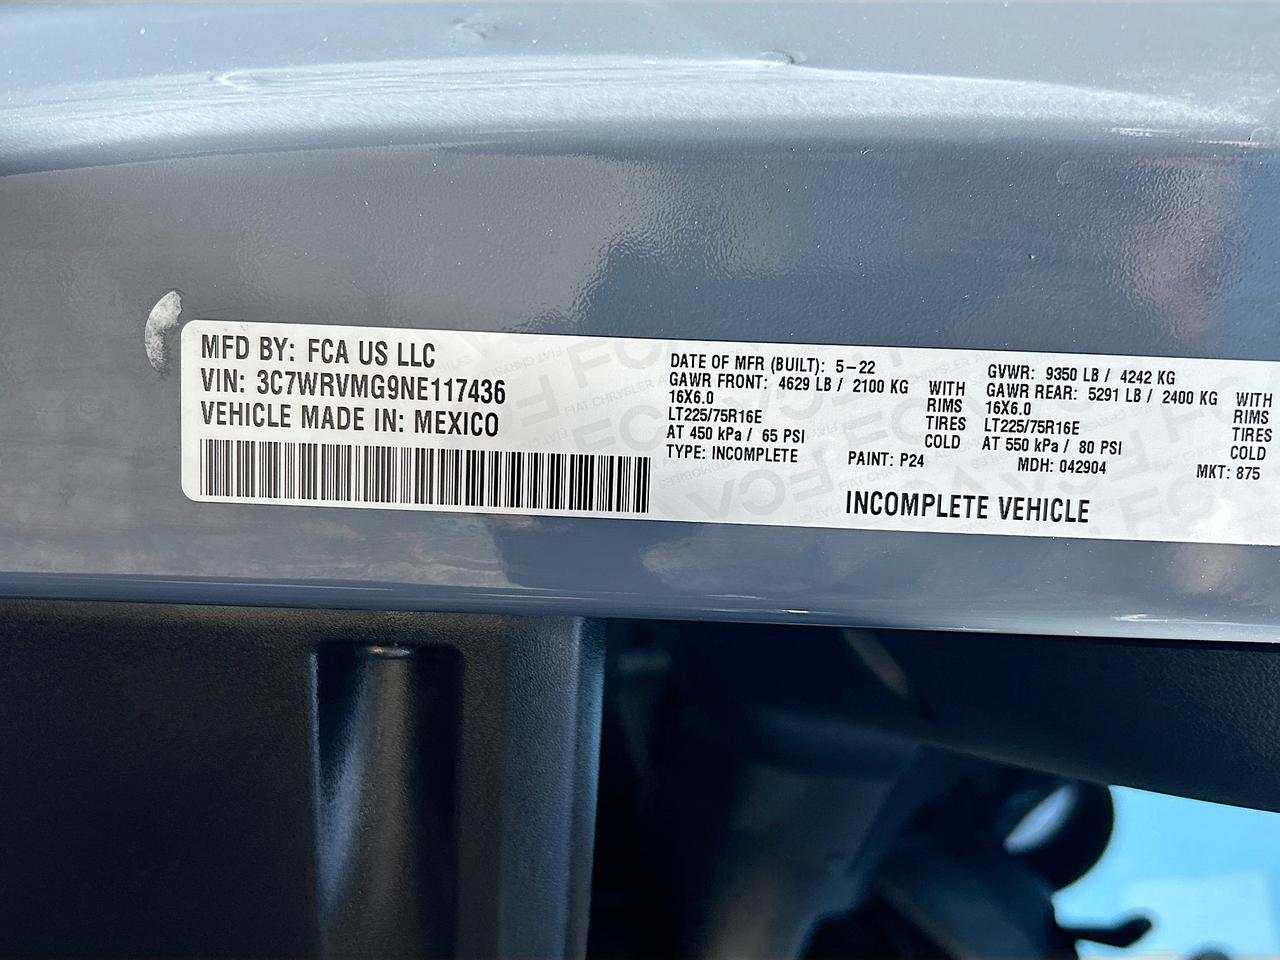 MFD BY: FCA US LLC
VIN: 3C7WRVMG9NE117436
VEHICLE MADE IN: MEXICO
DATE OF MFR (BUILT): 5-22
GAWR FRONT: 4629 LB / 2100 KG WITH
16X6.0 RIMS
LT225/75R16E TIRES
AT 450 kPa / 65 PSI COLD
TYPE: INCOMPLETE PAINT: P24
GVWR: 9350 LB / 4242 KG
GAWR REAR: 5291 LB / 2400 KG WITH
16X6.0 RIMS
LT225/75R16E TIRES
AT 550 kPa / 80 PSI COLD
MDH: 042904 MKT: 875
INCOMPLETE VEHICLE